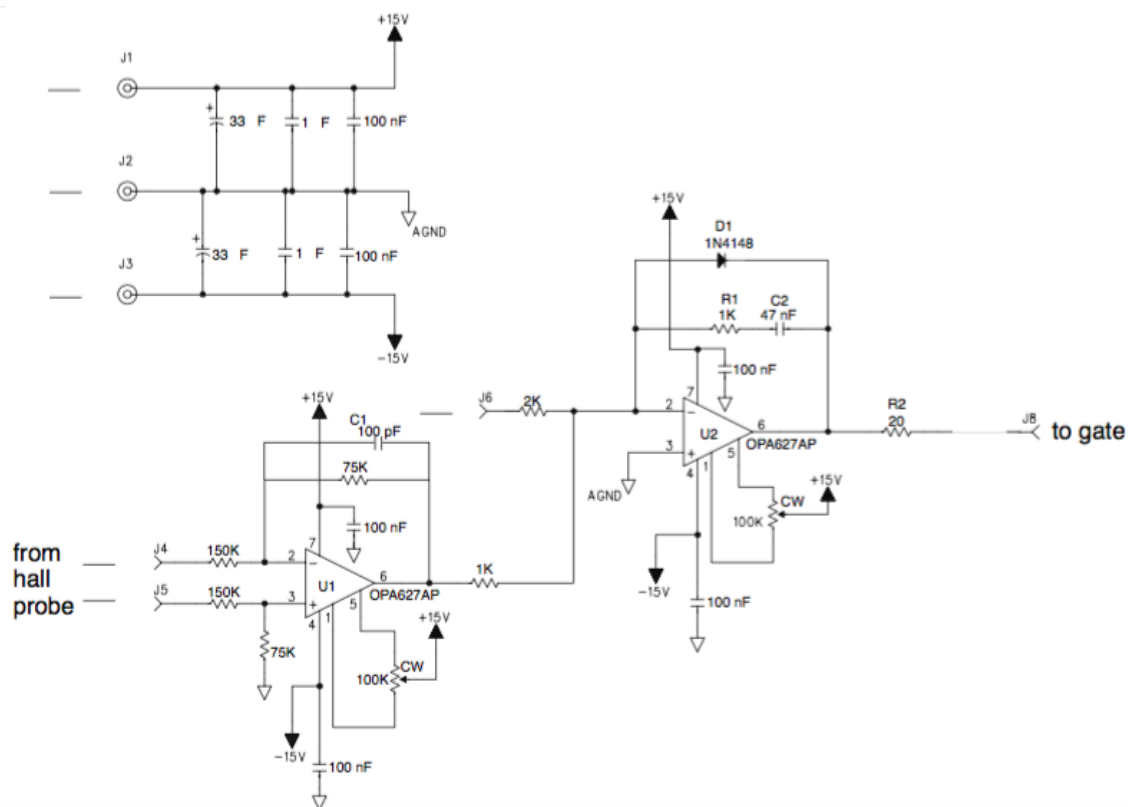 +15V
J1
+
33 F
1 F
100 nF
J2
AGND
+
33 F
1 F
100 nF
J3
-15V
+15V
D1
1N4148
R1
1K
C2
47 nF
100 nF
J6
2K
7
2
-
U2
6
OPA627AP
3
+
4
1
5
AGND
R2
20
J8
to gate
+15V
CW
100K
-15V
100 nF
+15V
C1
100 pF
75K
100 nF
from
hall
probe
J4
150K
J5
150K
7
2
-
U1
6
OPA627AP
3
+
4
1
5
1K
75K
+15V
CW
100K
-15V
100 nF